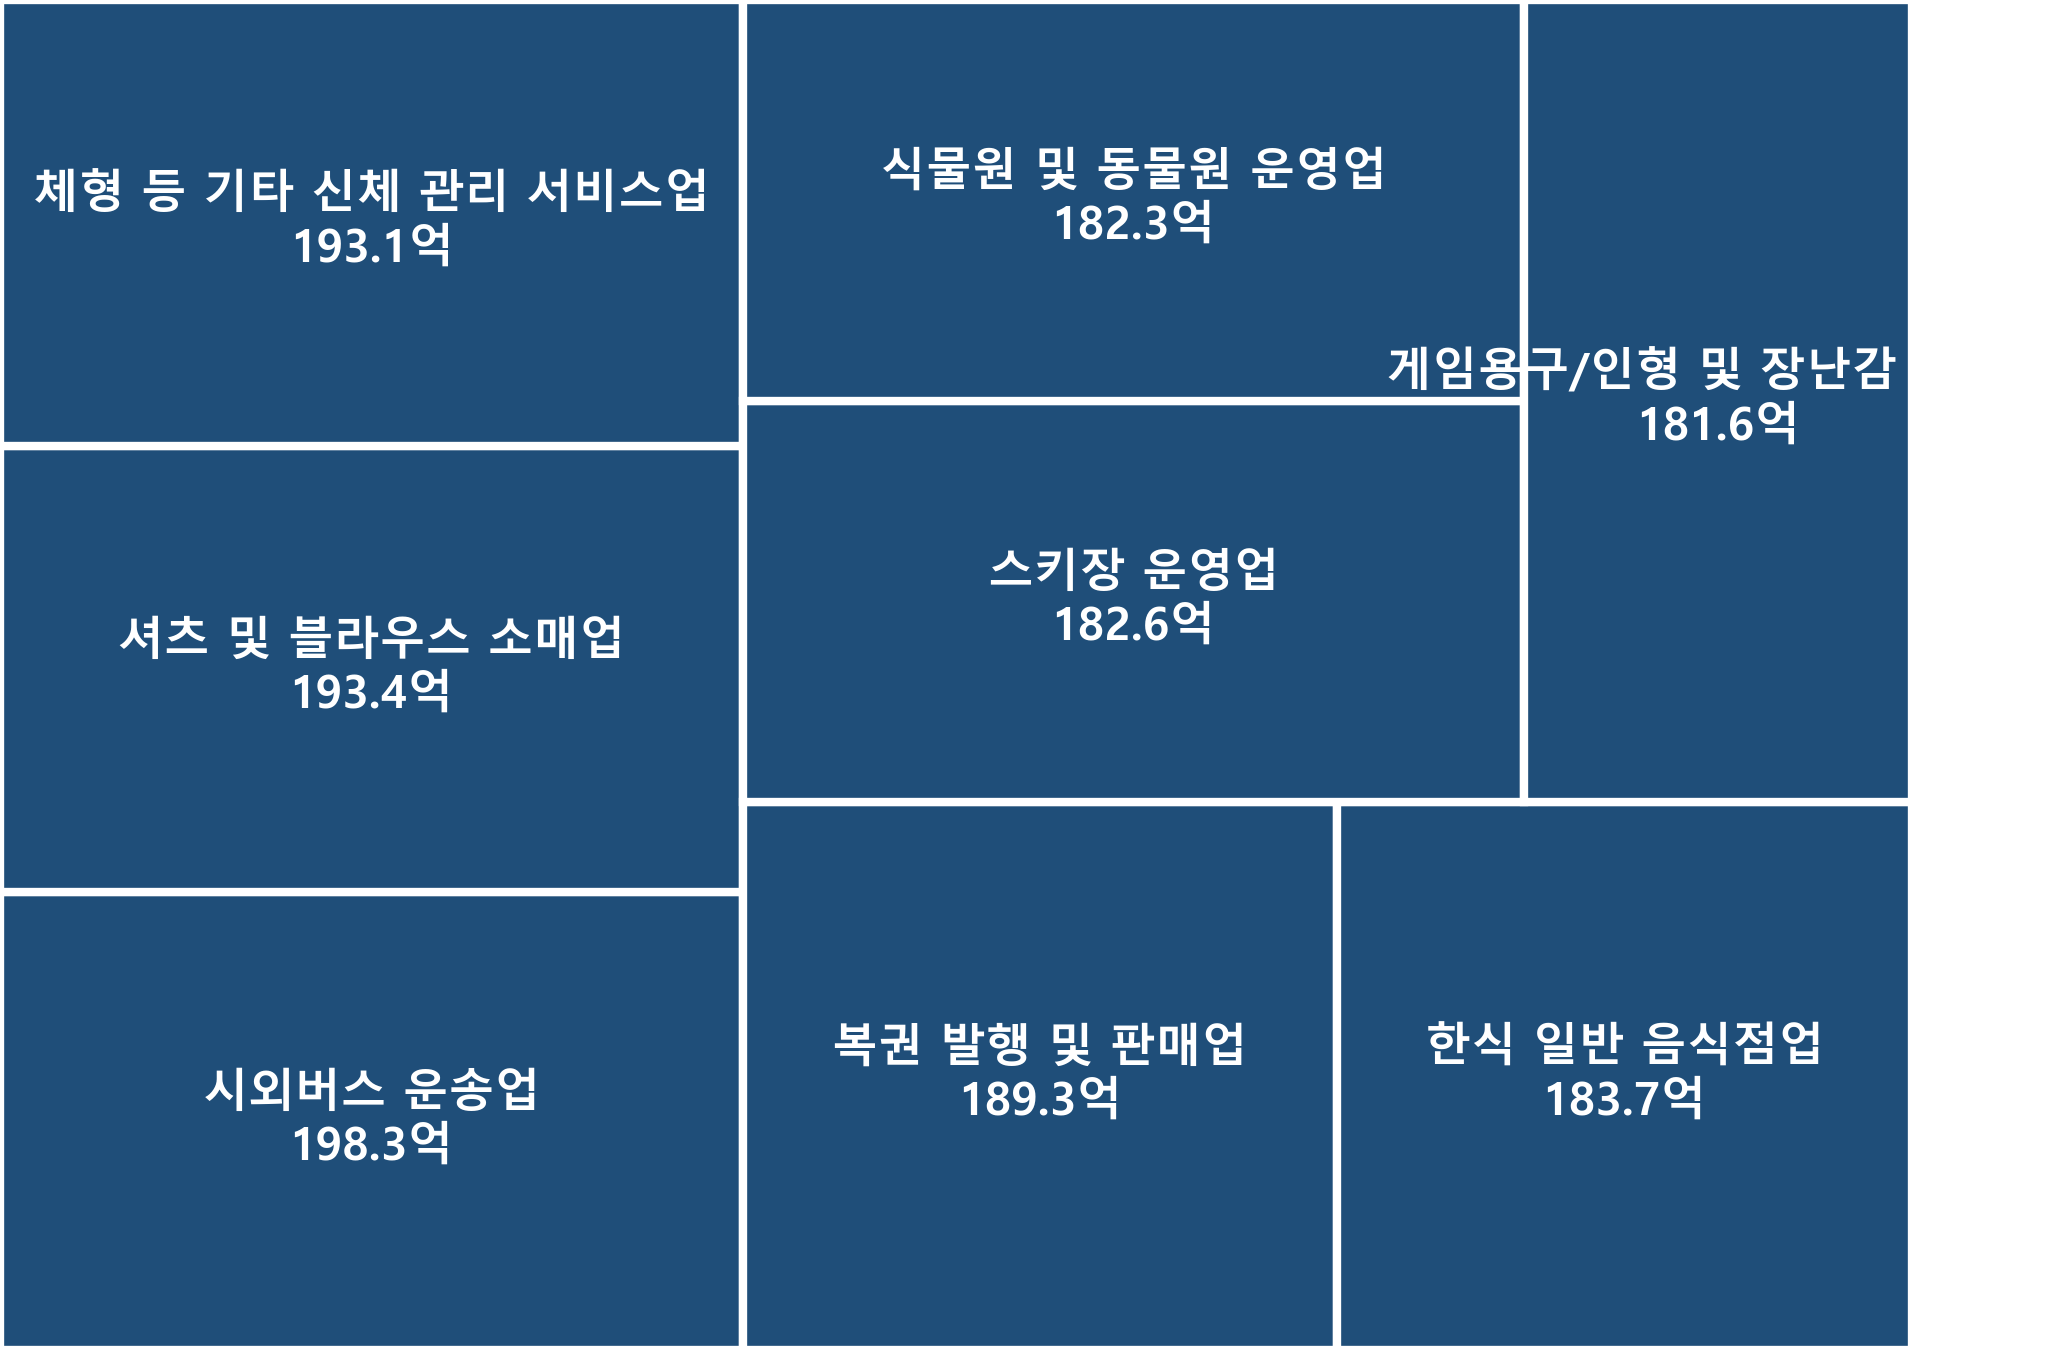 체형 등 기타 신체 관리 서비스업
193.1억
식물원 및 동물원 운영업
182.3억
게임용구/인형 및 장난감
181.6억
셔츠 및 블라우스 소매업
193.4억
스키장 운영업
182.6억
시외버스 운송업
198.3억
복권 발행 및 판매업
189.3억
한식 일반 음식점업
183.7억